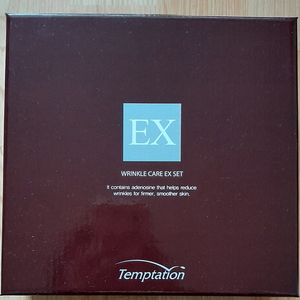 EX
WRINKLE CARE EX SET
It contains adenosine that helps reduce
wrinkles for firmer, smoother skin.
Temptation